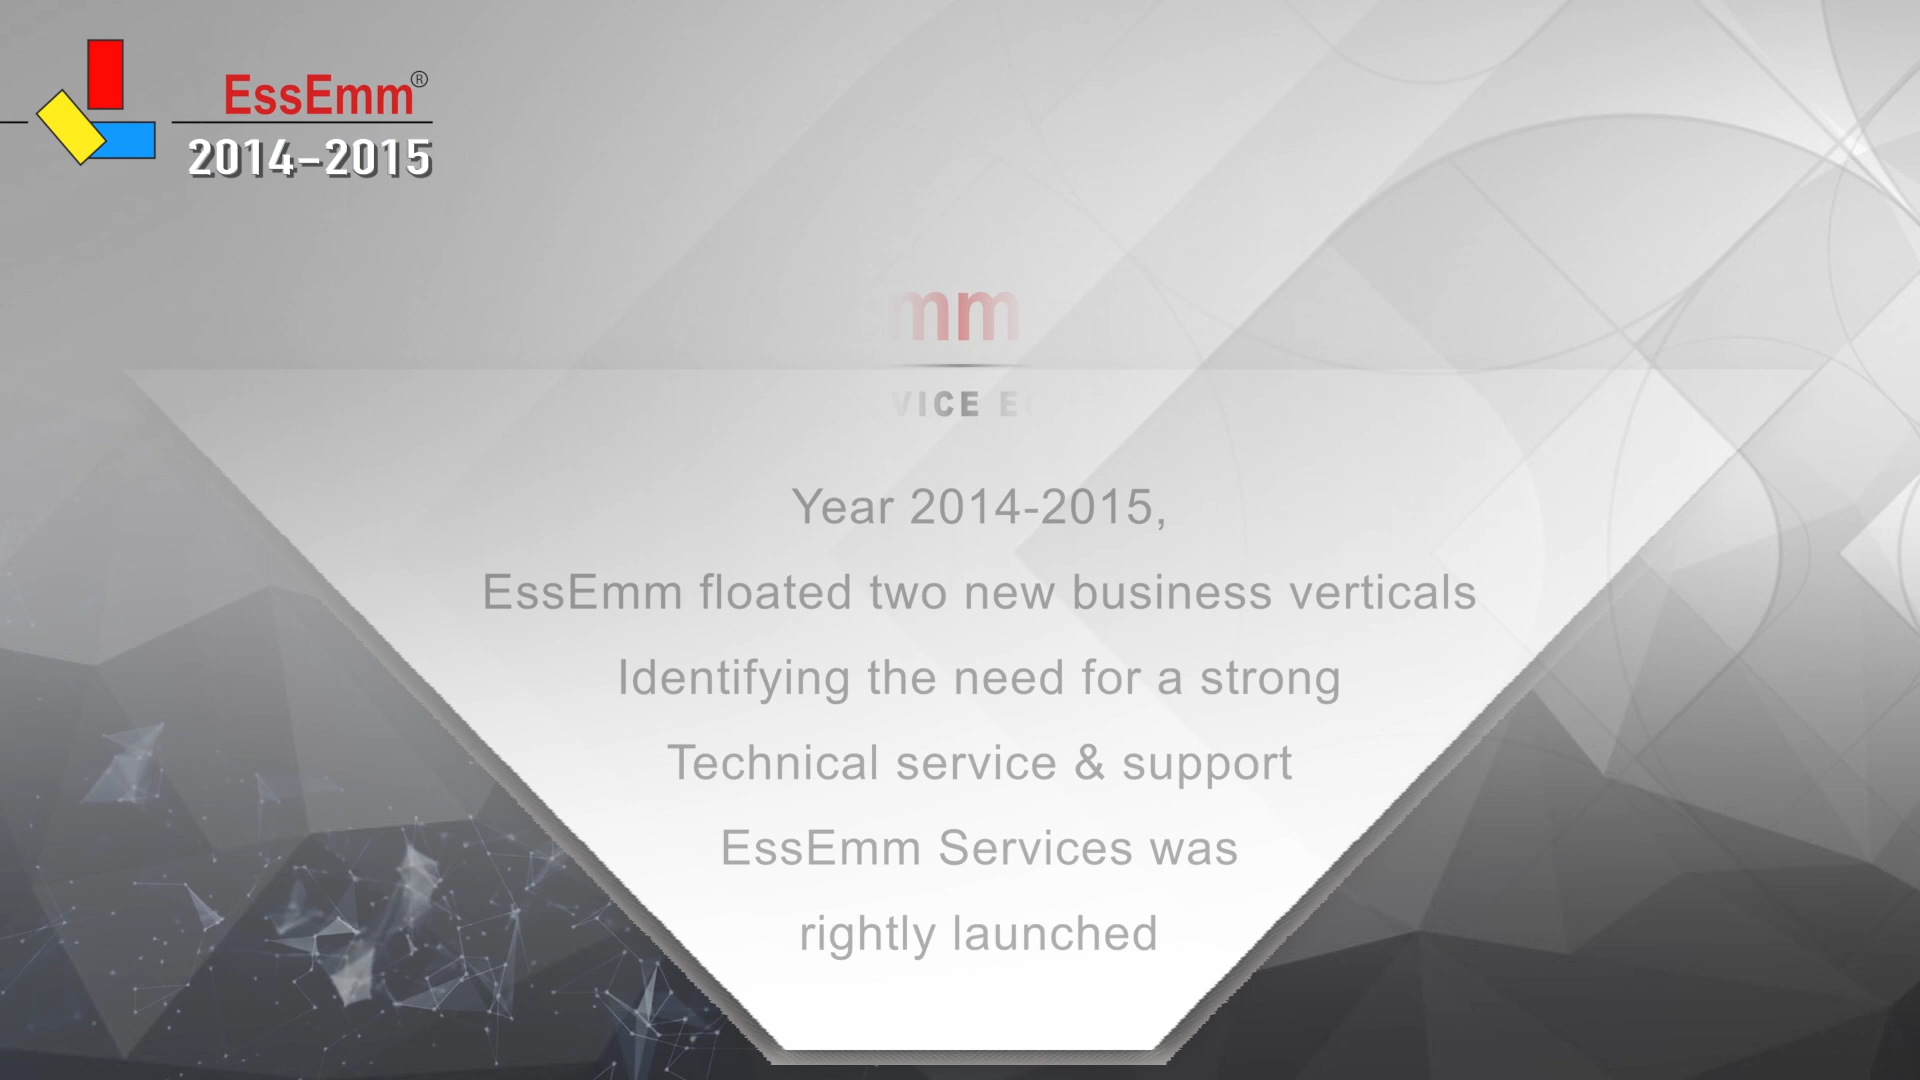 EssEmm®
2014-2015
mm
VICE E
Year 2014-2015,
EssEmm floated two new business verticals
Identifying the need for a strong
Technical service & support
EssEmm Services was
rightly launched